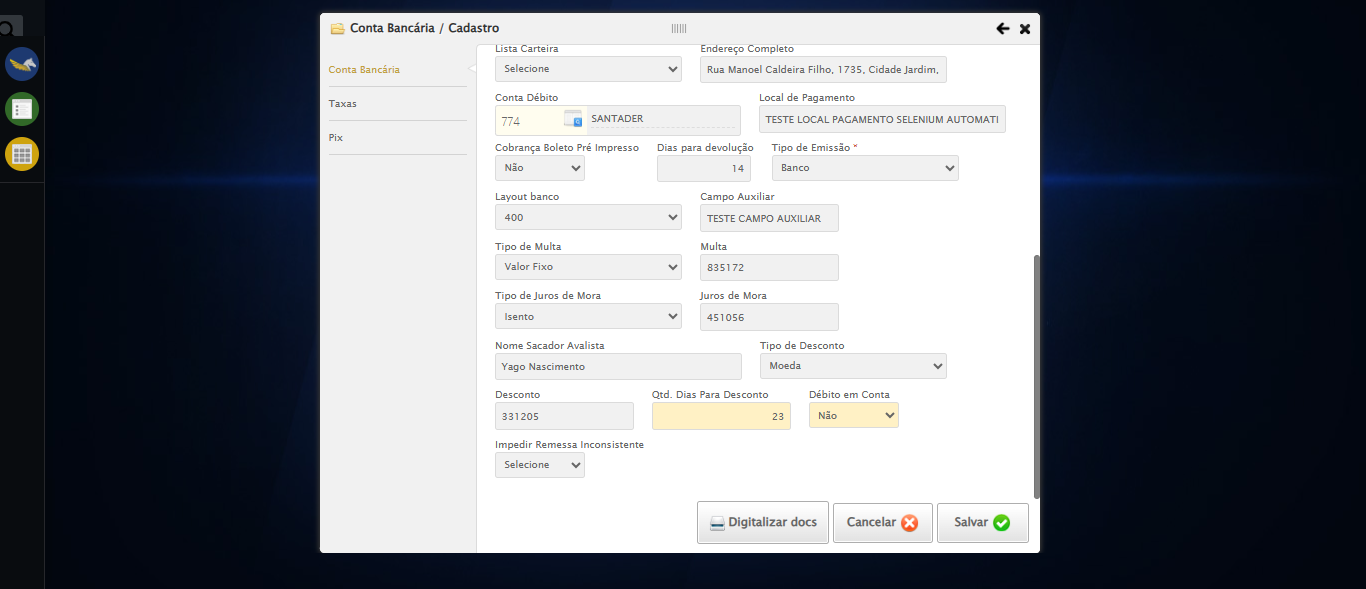 Conta Bancária / Cadastro
Conta Bancária
Taxas
Pix
Lista Carteira
Endereço Completo
Selecione
Rua Manoel Caldeira Filho, 1735, Cidade Jardim,
Conta Débito
Local de Pagamento
774
SANTADER
TESTE LOCAL PAGAMENTO SELENIUM AUTOMATI
Cobrança Boleto Pré Impresso
Dias para devolução
Tipo de Emissão *
Não
14
Banco
Layout banco
Campo Auxiliar
400
TESTE CAMPO AUXILIAR
Tipo de Multa
Multa
Valor Fixo
835172
Tipo de Juros de Mora
Juros de Mora
Isento
451056
Nome Sacador Avalista
Tipo de Desconto
Yago Nascimento
Moeda
Desconto
Qtd. Dias Para Desconto
Débito em Conta
331205
23
Não
Impedir Remessa Inconsistente
Selecione
Digitalizar docs
Cancelar
Salvar